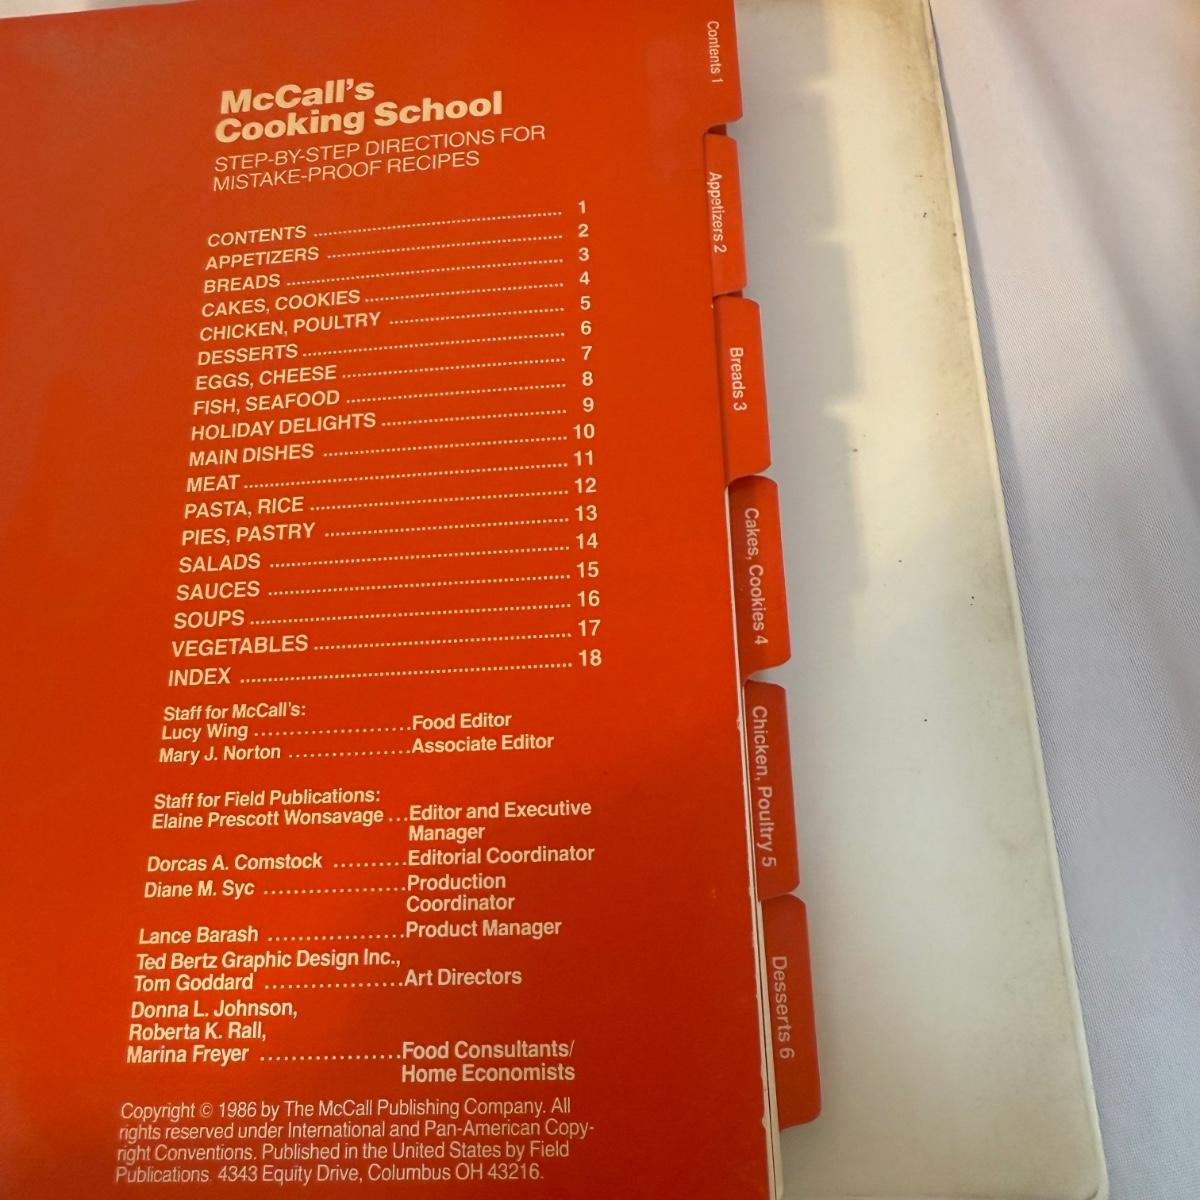 McCall's
Cooking School
STEP-BY-STEP DIRECTIONS FOR
MISTAKE-PROOF RECIPES
CONTENTS ........ 1
APPETIZERS ........ 2
BREADS ........ 3
CAKES, COOKIES ........ 4
CHICKEN, POULTRY ........ 5
DESSERTS ........ 6
EGGS, CHEESE ........ 7
FISH, SEAFOOD ........ 8
HOLIDAY DELIGHTS ........ 9
MAIN DISHES ........ 10
MEAT ........ 11
PASTA, RICE ........ 12
PIES, PASTRY ........ 13
SALADS ........ 14
SAUCES ........ 15
SOUPS ........ 16
VEGETABLES ........ 17
INDEX ........ 18
Staff for McCall's:
Lucy Wing ........ Food Editor
Mary J. Norton ........ Associate Editor
Staff for Field Publications:
Elaine Prescott Wonsavage ... Editor and Executive
Manager
Dorcas A. Comstock ........ Editorial Coordinator
Diane M. Syc ........ Production
Coordinator
Lance Barash ........ Product Manager
Ted Bertz Graphic Design Inc.,
Tom Goddard ........ Art Directors
Donna L. Johnson,
Roberta K. Rall,
Marina Freyer ........ Food Consultants/
Home Economists
Copyright © 1986 by The McCall Publishing Company. All
rights reserved under International and Pan-American Copy-
right Conventions. Published in the United States by Field
Publications. 4343 Equity Drive, Columbus OH 43216.
Contents 1
Appetizers 2
Breads 3
Cakes, Cookies 4
Chicken, Poultry 5
Desserts 6